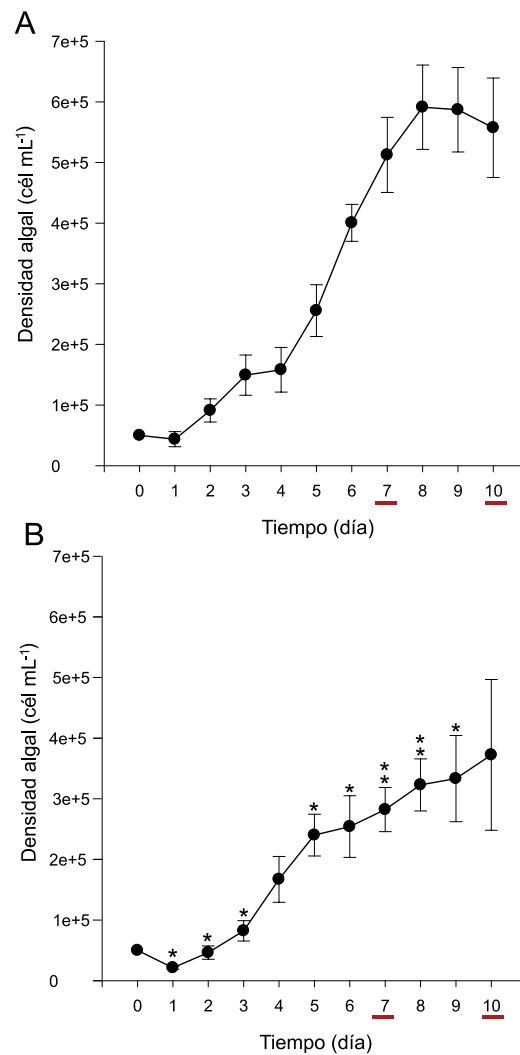 A
7e+5
6e+5
5e+5
4e+5
3e+5
2e+5
1e+5
0
Densidad algal (cél mL-1)
0 1 2 3 4 5 6 7 8 9 10
Tiempo (día)
B
7e+5
6e+5
5e+5
4e+5
3e+5
2e+5
1e+5
0
Densidad algal (cél mL-1)
* * * * * ** ** *
0 1 2 3 4 5 6 7 8 9 10
Tiempo (día)